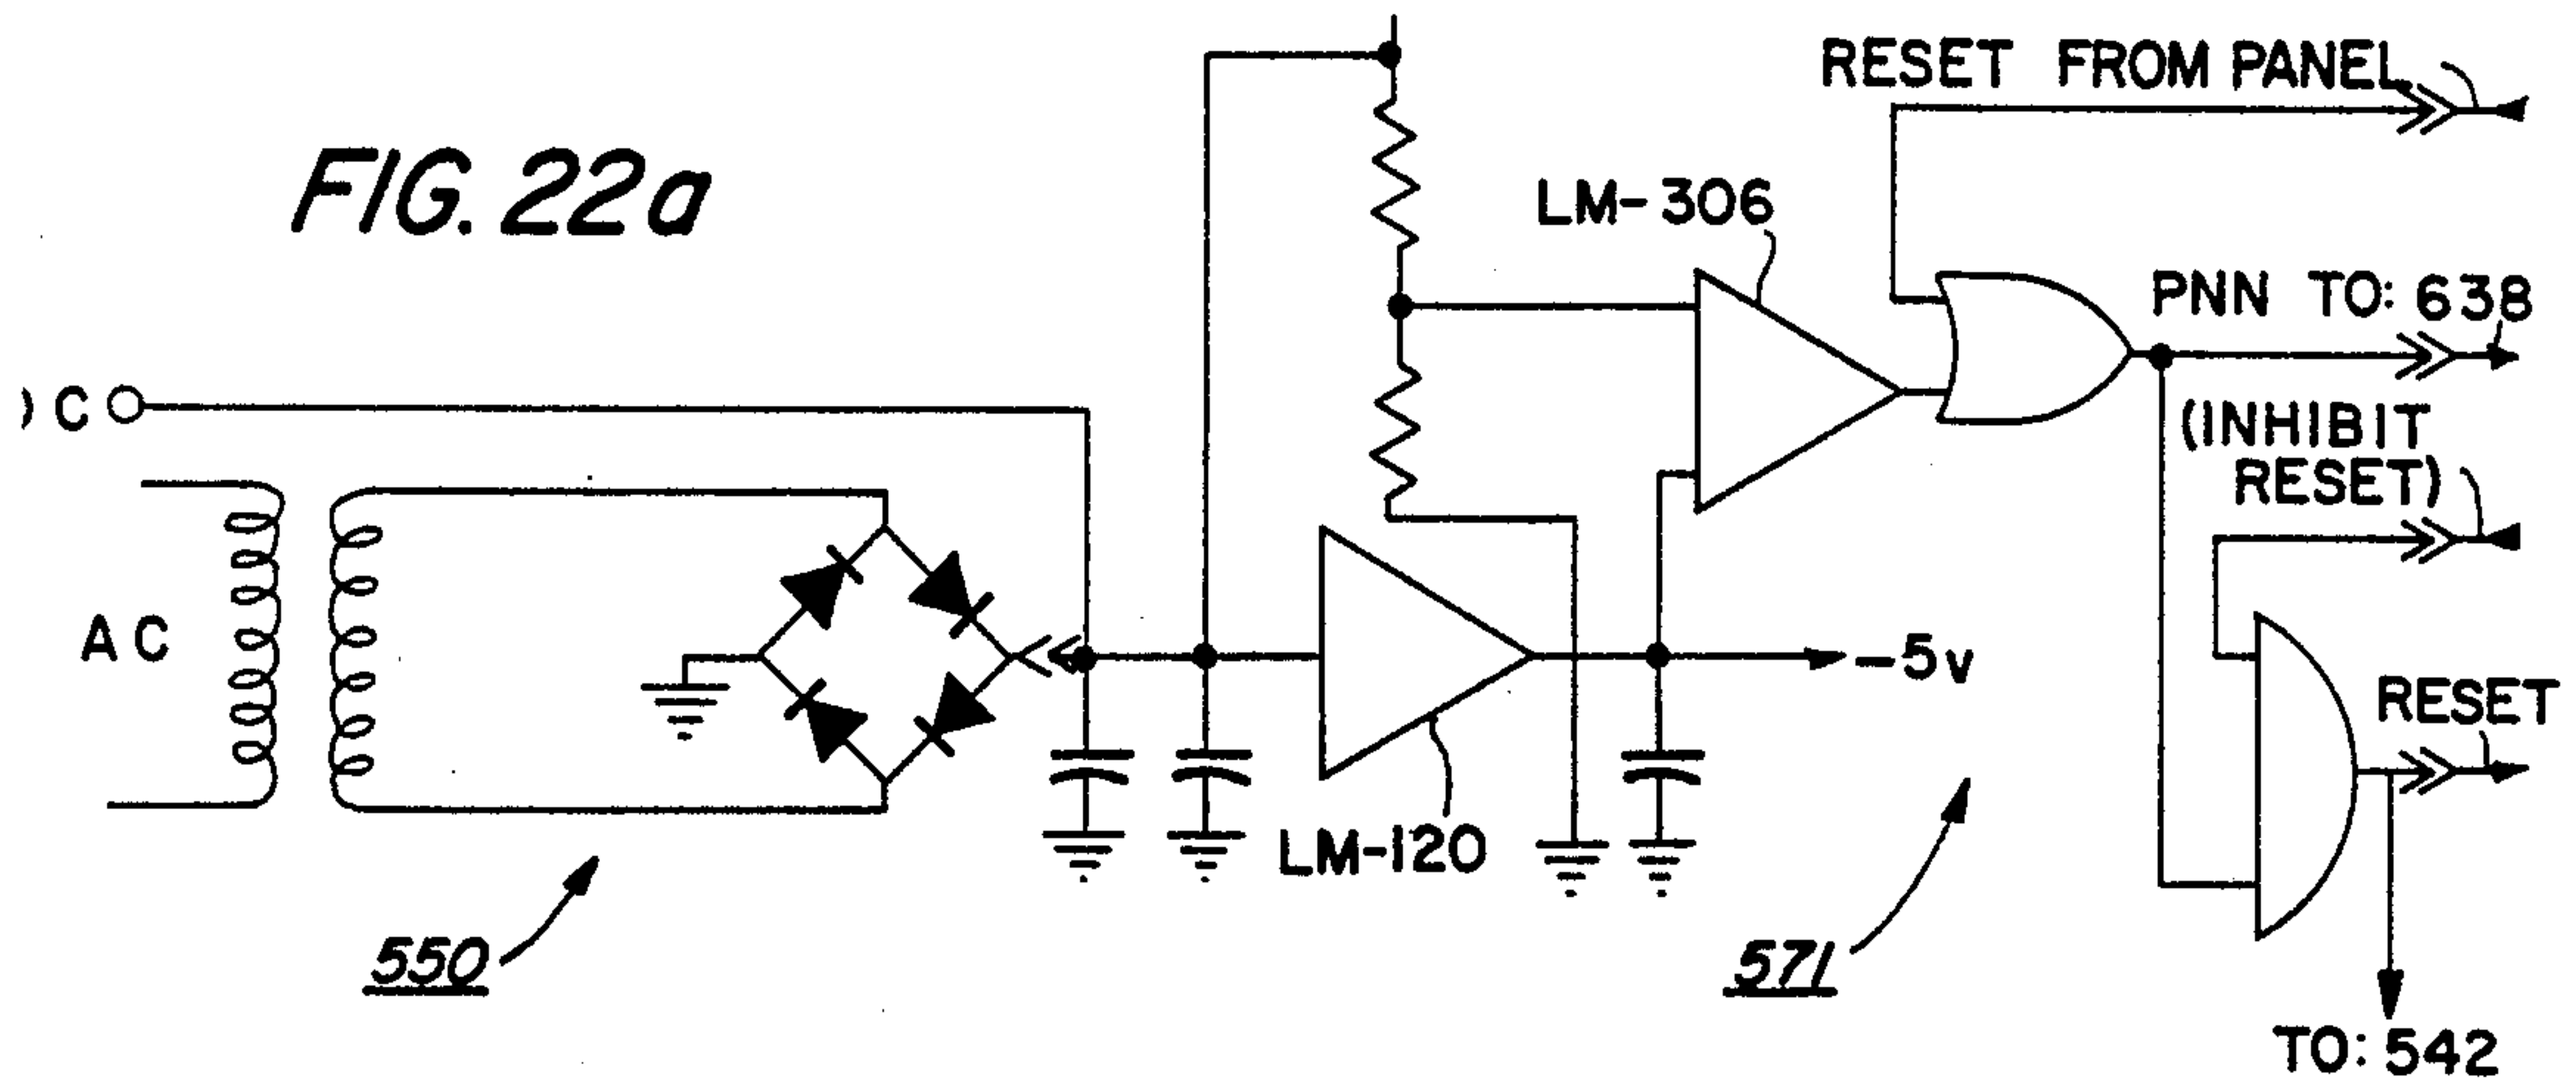 FIG. 22a
RESET FROM PANEL
LM-306
PNN TO: 638
C
(INHIBIT
RESET)
AC
-5v
RESET
LM-120
550
571
TO: 542